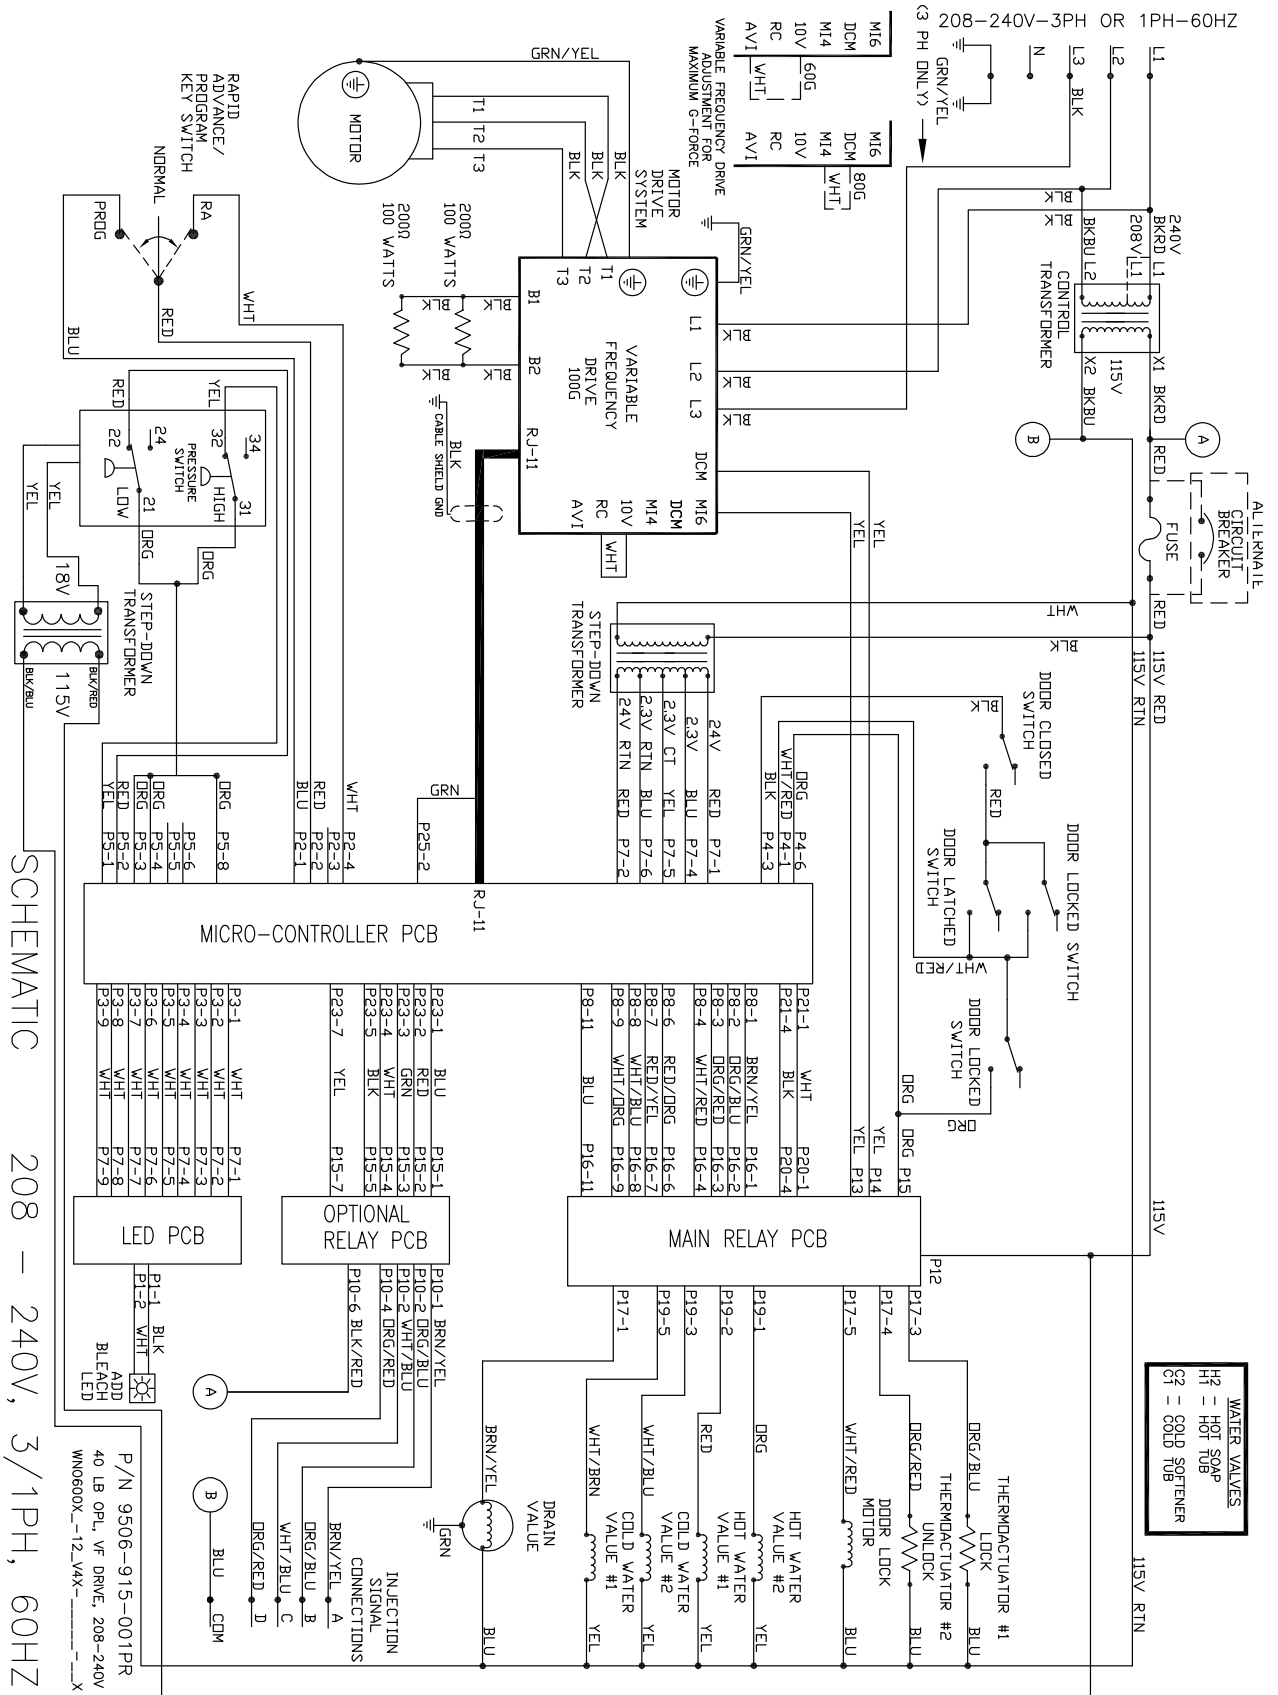 208-240V-3PH OR 1PH-60HZ
L1
L2
L3
N
BLK
GRN/YEL
(3 PH ONLY)
MI6
DCM
MI4
10V
RC
AVI
60G
WHT
MI6
DCM
MI4
10V
RC
AVI
80G
WHT
VARIABLE FREQUENCY DRIVE
ADJUSTMENT FOR
MAXIMUM G-FORCE
GRN/YEL
MOTOR
T1
T2
T3
BLK
BLK
BLK
MOTOR
DRIVE
SYSTEM
GRN/YEL
200Ω
100 WATTS
200Ω
100 WATTS
BLK
BLK
BLK
BLK
RAPID
ADVANCE/
PROGRAM
KEY SWITCH
NORMAL
RA
PROG
WHT
RED
BLU
BLK
BLK
240V
BKRD
L1
208V
L1
BKBU
L2
CONTROL
TRANSFORMER
115V
X1
X2
BKRD
BKBU
A
B
RED
FUSE
ALTERNATE
CIRCUIT
BREAKER
RED
115V RED
115V RTN
T1
T2
T3
B1
B2
L1
L2
L3
BLK
BLK
BLK
VARIABLE
FREQUENCY
DRIVE
100G
RJ-11
DCM
MI6
DCM
MI4
10V
RC
AVI
WHT
BLK
CABLE SHIELD GND
YEL
YEL
RED
YEL
22
24
32
34
PRESSURE
SWITCH
LOW
HIGH
21
31
ORG
ORG
YEL
YEL
18V
STEP-DOWN
TRANSFORMER
115V
BLK/RED
BLK/BLU
WHT
BLK
STEP-DOWN
TRANSFORMER
24V
2.3V
2.3V CT
2.3V RTN
24V RTN
RED
BLU
YEL
BLU
RED
P7-1
P7-4
P7-5
P7-6
P7-2
BLK
DOOR CLOSED
SWITCH
RED
DOOR LOCKED SWITCH
DOOR LATCHED
SWITCH
WHT/RED
DOOR LOCKED
SWITCH
ORG
ORG
WHT/RED
BLK
P4-6
P4-1
P4-3
YEL
RED
ORG
ORG
ORG
P5-1
P5-2
P5-3
P5-4
P5-5
P5-6
P5-8
BLU
RED
WHT
P2-1
P2-2
P2-3
P2-4
GRN
P25-2
RJ-11
MICRO-CONTROLLER PCB
P3-1
P3-2
P3-3
P3-4
P3-5
P3-6
P3-7
P3-8
P3-9
WHT
WHT
WHT
WHT
WHT
WHT
WHT
WHT
WHT
P7-1
P7-2
P7-3
P7-4
P7-5
P7-6
P7-7
P7-8
P7-9
P23-1
P23-2
P23-3
P23-4
P23-5
P23-7
BLU
RED
GRN
WHT
BLK
YEL
P15-1
P15-2
P15-3
P15-4
P15-5
P15-7
P21-1
P21-4
WHT
BLK
P20-1
P20-4
P8-1
P8-2
P8-3
P8-4
P8-6
P8-7
P8-8
P8-9
P8-11
BRN/YEL
ORG/BLU
ORG/RED
WHT/RED
RED/ORG
RED/YEL
WHT/BLU
WHT/ORG
BLU
P16-1
P16-2
P16-3
P16-4
P16-6
P16-7
P16-8
P16-9
P16-11
ORG
ORG P15
YEL P14
YEL P13
115V
LED PCB
P1-1
P1-2
BLK
WHT
ADD
BLEACH
LED
OPTIONAL
RELAY PCB
P10-1 BRN/YEL
P10-2 ORG/BLU
P10-2 WHT/BLU
P10-4 ORG/RED
P10-6 BLK/RED
A
B
BLU
COM
MAIN RELAY PCB
P12
P17-3
P17-4
P17-5
P19-1
P19-2
P19-3
P19-5
P17-1
BRN/YEL
DRAIN
VALUE
GRN
BLU
WHT/BRN
COLD WATER
VALUE #1
YEL
WHT/BLU
COLD WATER
VALUE #2
YEL
RED
HOT WATER
VALUE #1
YEL
ORG
HOT WATER
VALUE #2
YEL
WHT/RED
DOOR LOCK
MOTOR
BLU
ORG/RED
THERMOACTUATOR #2
UNLOCK
BLU
ORG/BLU
THERMOACTUATOR #1
LOCK
BLU
115V RTN
INJECTION
SIGNAL
CONNECTIONS
BRN/YEL A
ORG/BLU B
WHT/BLU C
ORG/RED D
WATER VALVES
H2 - HOT SOAP
H1 - HOT TUB
C2 - COLD SOFTENER
C1 - COLD TUB
SCHEMATIC 208 - 240V, 3/1PH, 60HZ
P/N 9506-915-001PR
40 LB OPL, VF DRIVE, 208-240V
WN0600X_-12_V4X-______-__X